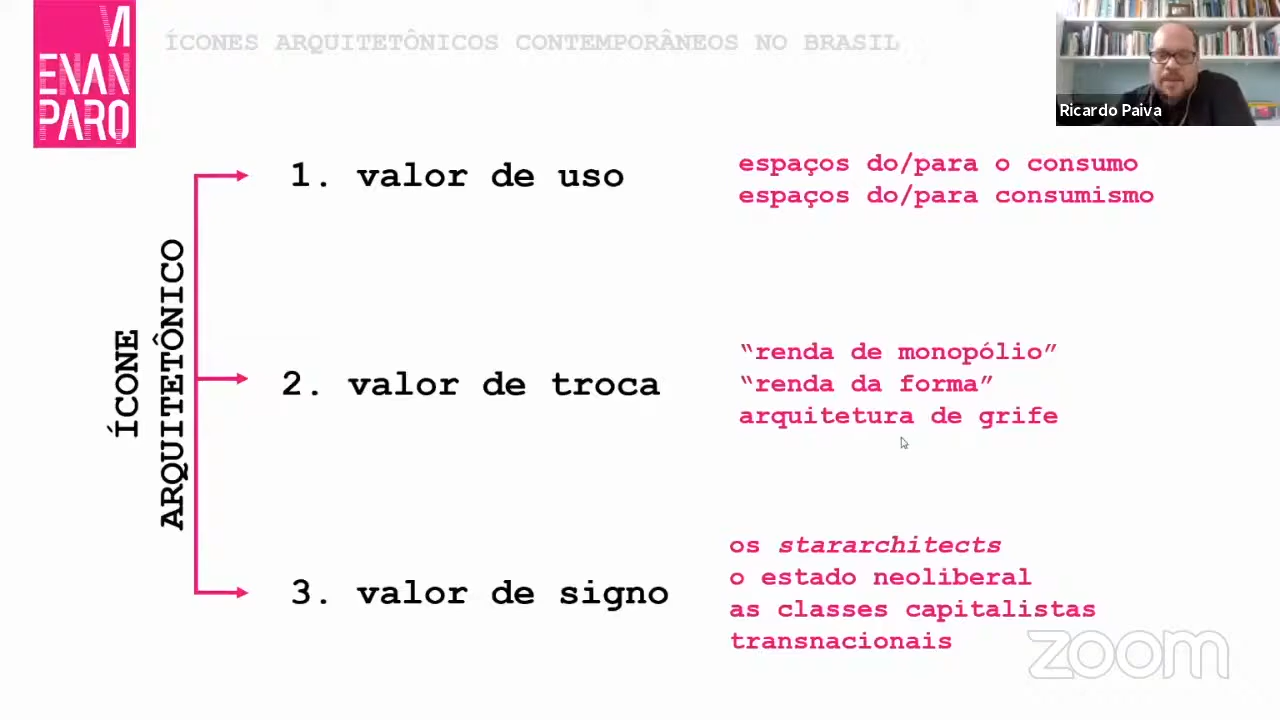 VI
ENAN
PARQ
ÍCONES ARQUITETÔNICOS CONTEMPORÂNEOS NO BRASIL
Ricardo Paiva
ÍCONE
ARQUITETÔNICO
1. valor de uso
espaços do/para o consumo
espaços do/para consumismo
2. valor de troca
“renda de monopólio”
“renda da forma”
arquitetura de grife
3. valor de signo
os stararchitects
o estado neoliberal
as classes capitalistas
transnacionais
zoom